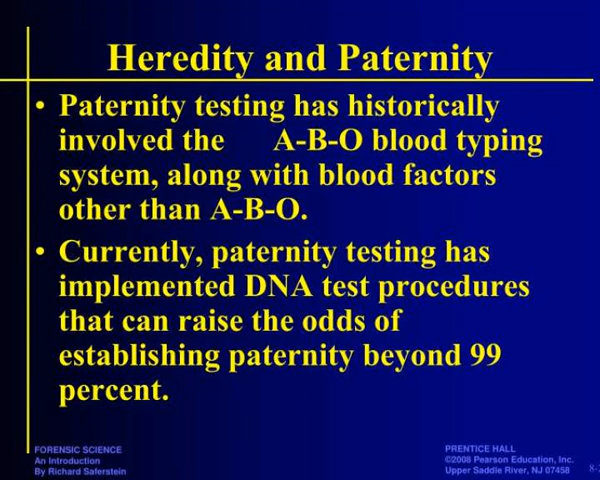 Heredity and Paternity
• Paternity testing has historically
involved the A-B-O blood typing
system, along with blood factors
other than A-B-O.
• Currently, paternity testing has
implemented DNA test procedures
that can raise the odds of
establishing paternity beyond 99
percent.
FORENSIC SCIENCE
An Introduction
By Richard Saferstein
PRENTICE HALL
©2008 Pearson Education, Inc.
Upper Saddle River, NJ 07458